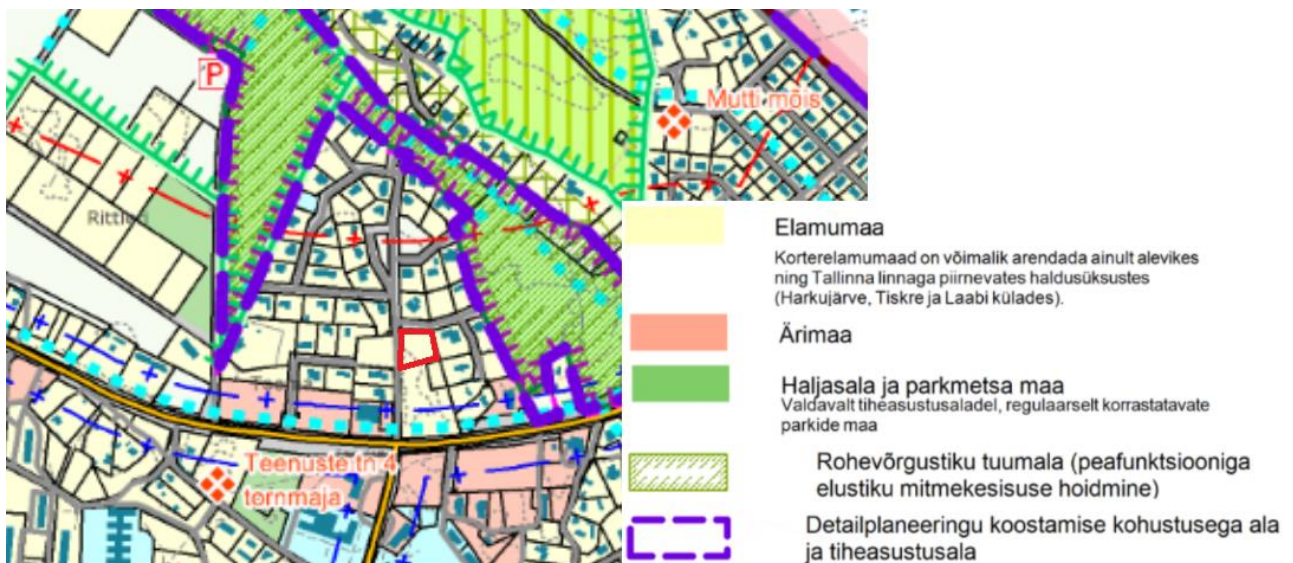 P
Mutti mõis
Teenuste tn 4
tornmaja
Elamumaa
Korterelamumaad on võimalik arendada ainult alevikes
ning Tallinna linnaga piirnevates haldusüksustes
(Harkujärve, Tiskre ja Laabi külades).
Ärimaa
Haljasala ja parkmetsa maa
Valdavalt tiheasustusaladel, regulaarselt korrastatavate
parkide maa
Rohevõrgustiku tuumala (peafunktsiooniga
elustiku mitmekesisuse hoidmine)
Detailplaneeringu koostamise kohustusega ala
ja tiheasustusala